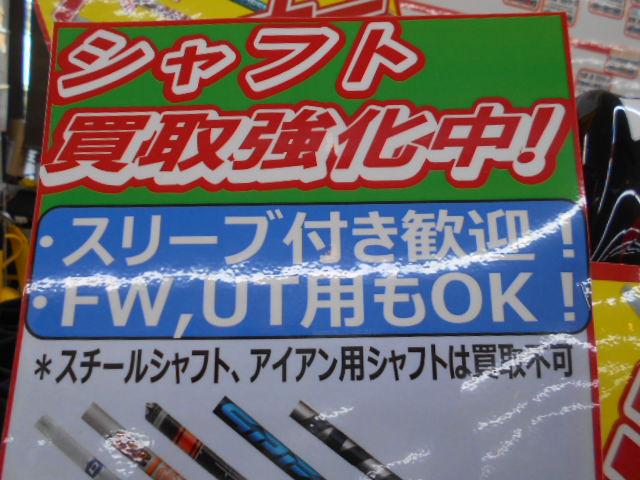 シャフト
買取強化中!
・スリーブ付き歓迎！
・FW,UT用もOK！
＊スチールシャフト、アイアン用シャフトは買取不可